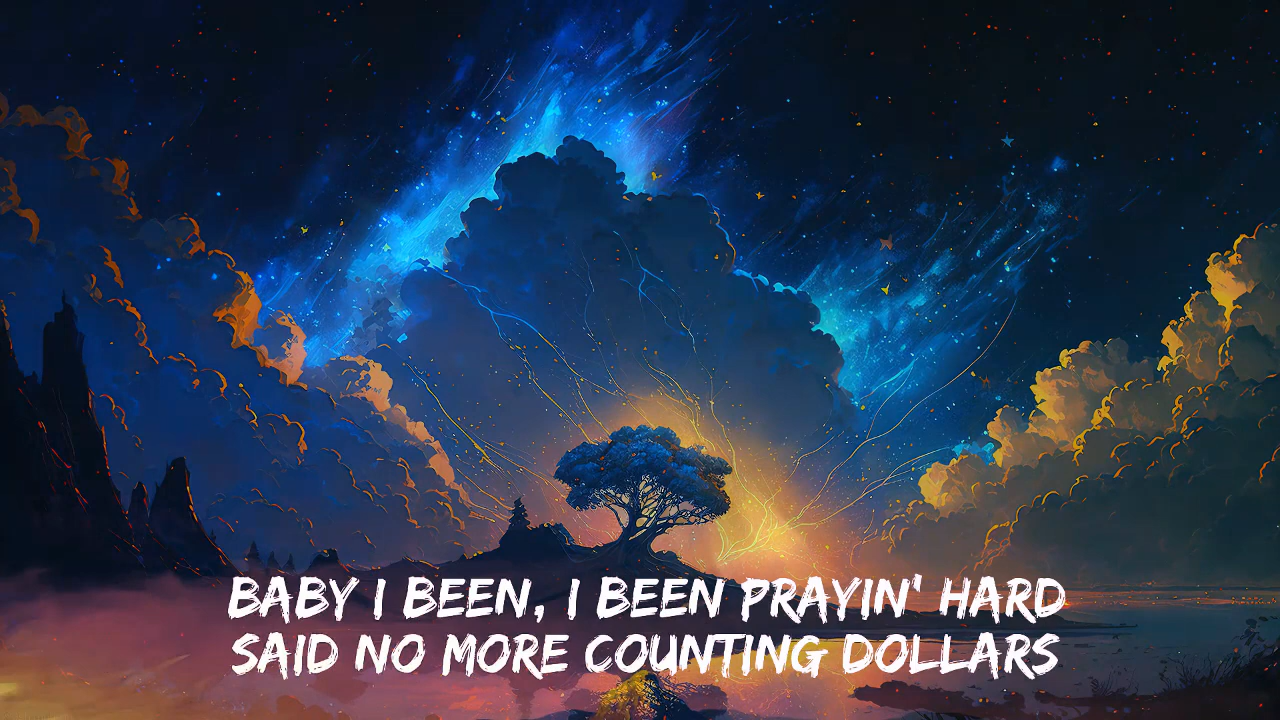 BABY I BEEN, I BEEN PRAYIN' HARD
SAID NO MORE COUNTING DOLLARS